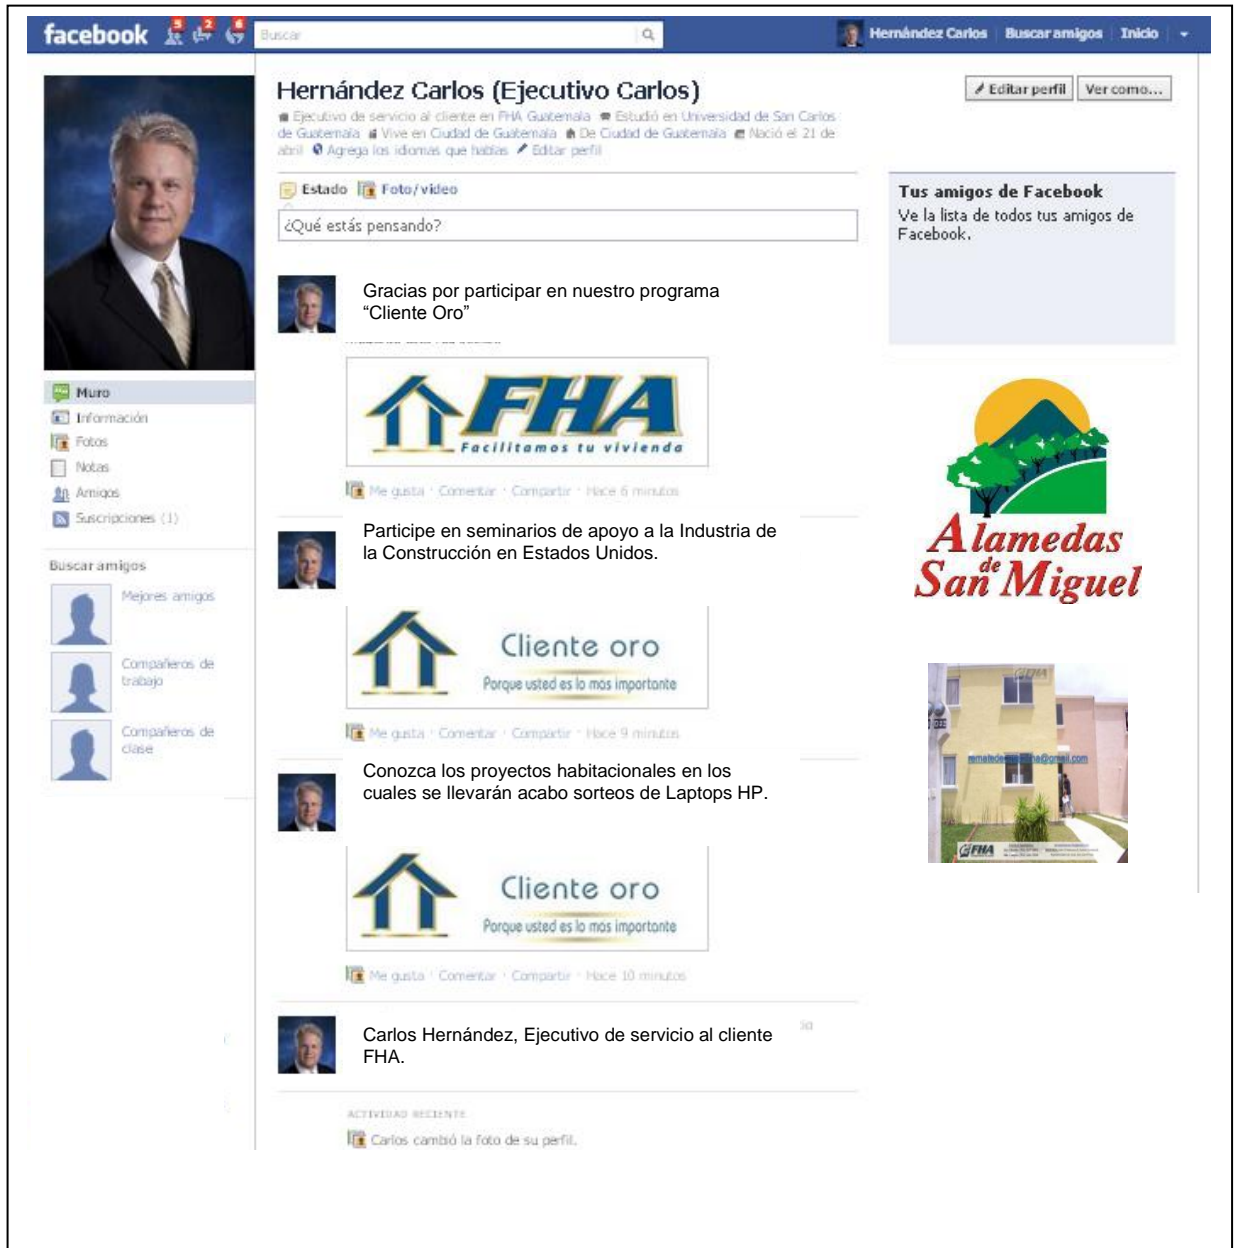 facebook 5 2 6 Buscar Hernández Carlos Buscar amigos Inicio
Hernández Carlos (Ejecutivo Carlos)
Editar perfil Ver como...
Ejecutivo de servicio al cliente en FHA Guatemala Estudió en Universidad de San Carlos
de Guatemala Vive en Ciudad de Guatemala De Ciudad de Guatemala Nació el 21 de
abril Agrega los idiomas que hablas Editar perfil
Estado Foto/video
¿Qué estás pensando?
Tus amigos de Facebook
Ve la lista de todos tus amigos de
Facebook.
Gracias por participar en nuestro programa
“Cliente Oro”
FHA
Facilitamos tu vivienda
Me gusta · Comentar · Compartir · Hace 6 minutos
Muro
Información
Fotos
Notas
Amigos
Suscripciones (1)
Buscar amigos
Mejores amigos
Compañeros de
trabajo
Compañeros de
clase
Participe en seminarios de apoyo a la Industria de
la Construcción en Estados Unidos.
Cliente oro
Porque usted es lo mas importante
Me gusta · Comentar · Compartir · Hace 9 minutos
Conozca los proyectos habitacionales en los
cuales se llevarán acabo sorteos de Laptops HP.
Cliente oro
Porque usted es lo mas importante
Me gusta · Comentar · Compartir · Hace 10 minutos
Carlos Hernández, Ejecutivo de servicio al cliente
FHA.
ACTIVIDAD RECIENTE
Carlos cambió la foto de su perfil.
Alamedas
de
San Miguel
FHA
FHA